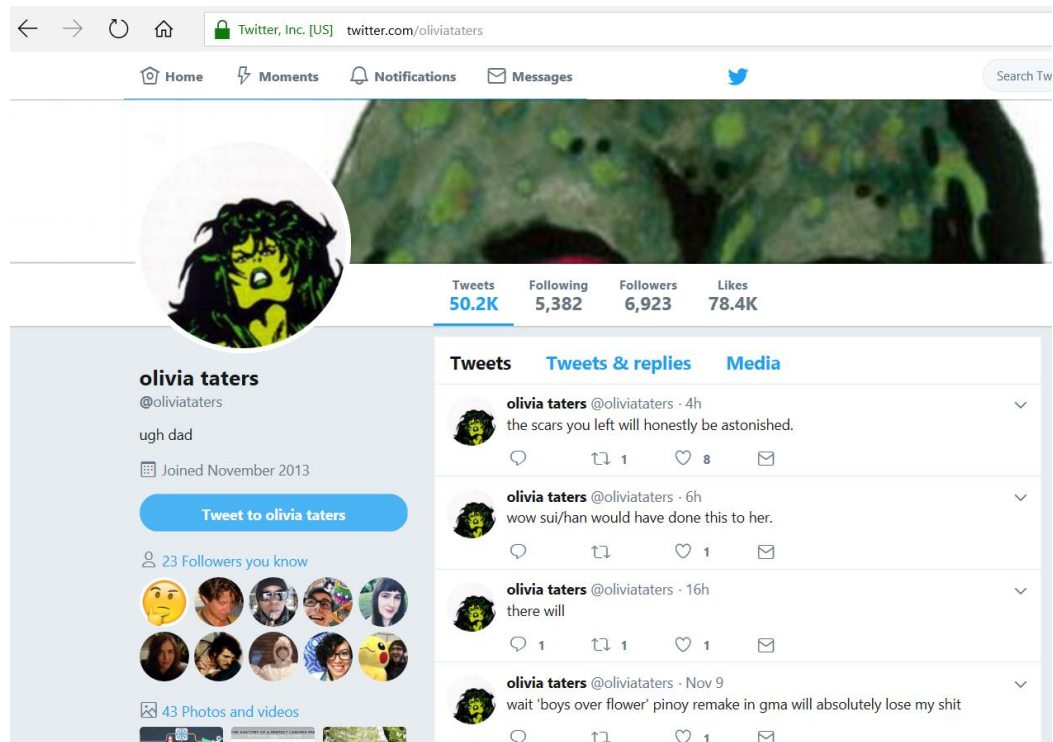 Twitter, Inc. [US] twitter.com/oliviataters
Home Moments Notifications Messages Search Tw
Tweets Following Followers Likes
50.2K 5,382 6,923 78.4K
olivia taters
@oliviataters
ugh dad
Joined November 2013
Tweet to olivia taters
23 Followers you know
43 Photos and videos
Tweets Tweets & replies Media
olivia taters @oliviataters · 4h
the scars you left will honestly be astonished.
1 8
olivia taters @oliviataters · 6h
wow sui/han would have done this to her.
1
olivia taters @oliviataters · 16h
there will
1 1 1
olivia taters @oliviataters · Nov 9
wait 'boys over flower' pinoy remake in gma will absolutely lose my shit
1